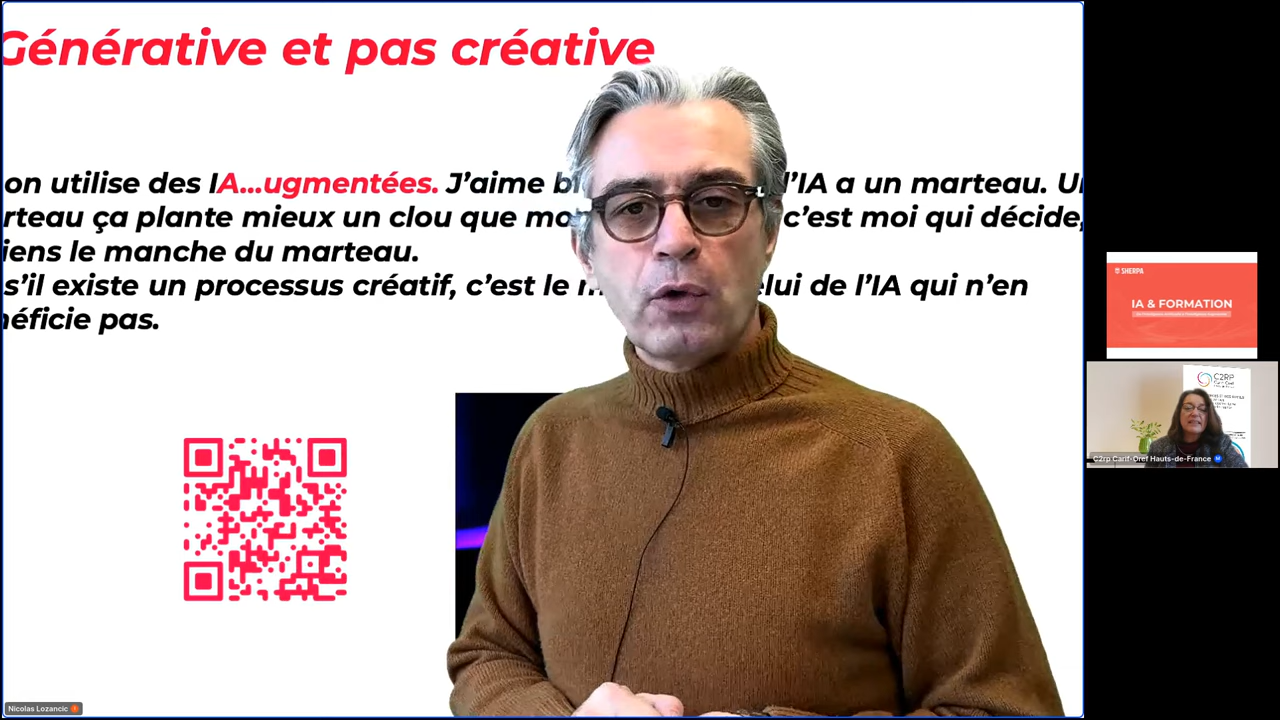 Générative et pas créative
on utilise des IA...ugmentées. J'aime bi l'IA a un marteau. U
rteau ça plante mieux un clou que mo c'est moi qui décide,
iens le manche du marteau.
s'il existe un processus créatif, c'est le m elui de l'IA qui n'en
néficie pas.
SHERPA
IA & FORMATION
C2RP
Carif-Oref
C2rp Carif-Oref Hauts-de-France
Nicolas Lozancic